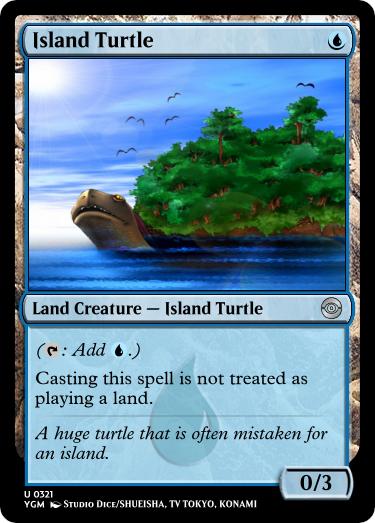 Island Turtle
Land Creature — Island Turtle
(: Add .)
Casting this spell is not treated as
playing a land.
A huge turtle that is often mistaken for
an island.
0/3
U 0321
YGM Studio Dice/SHUEISHA, TV TOKYO, KONAMI